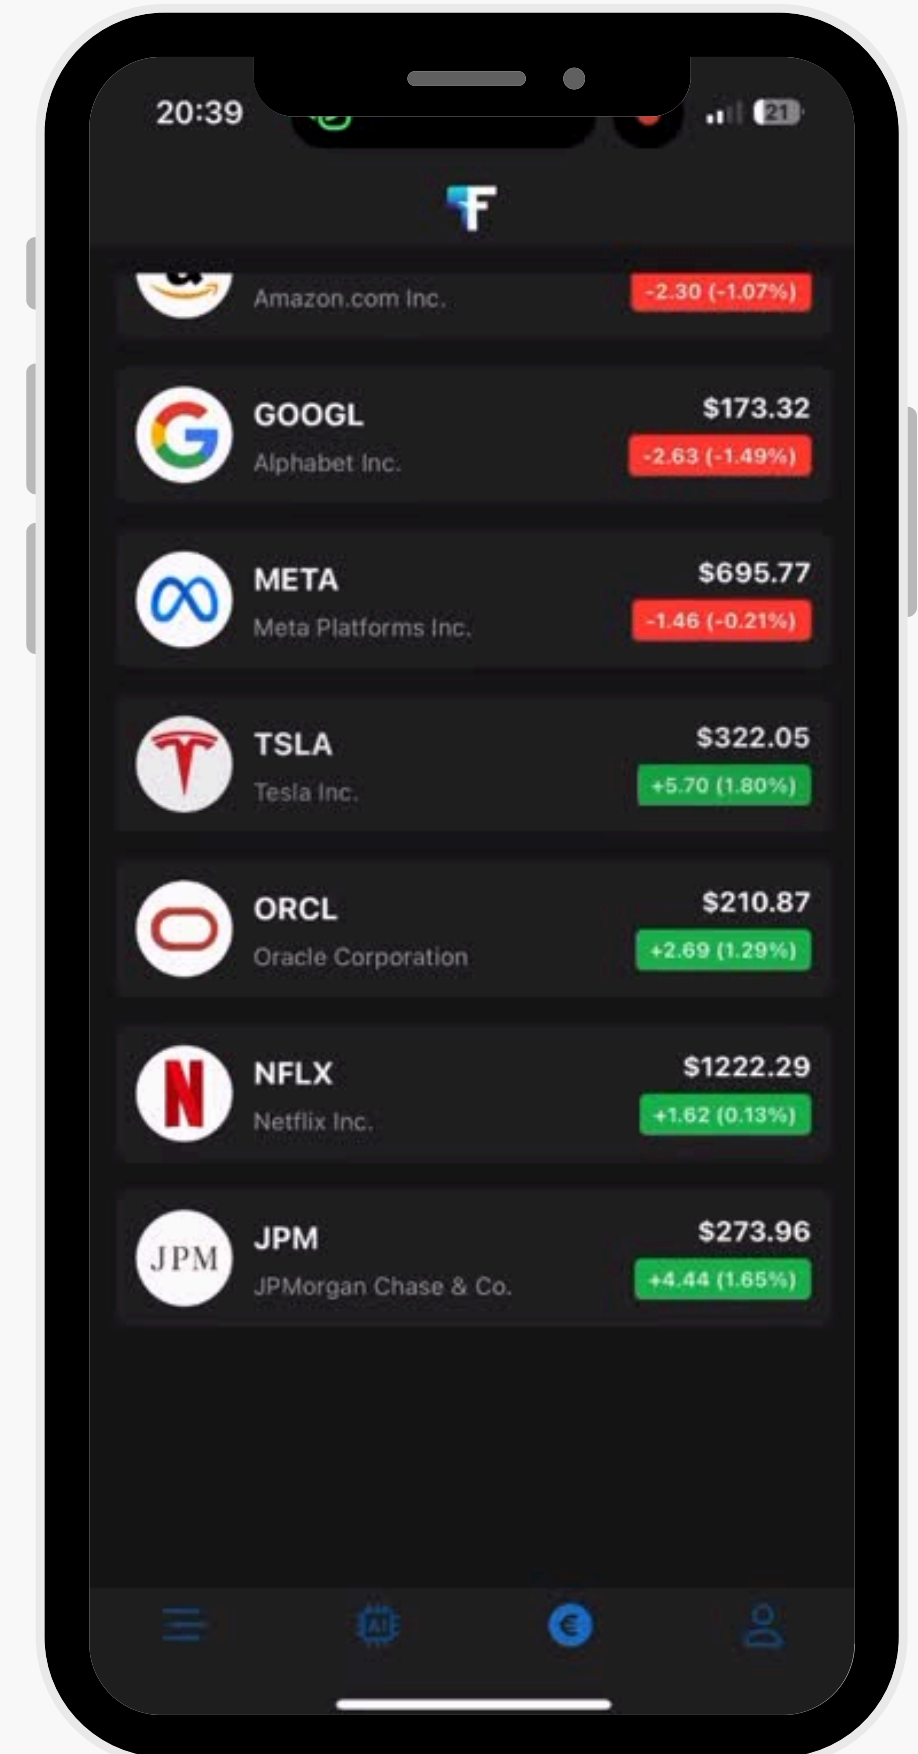 20:39
21
F
Amazon.com Inc.
-2.30 (-1.07%)
GOOGL
$173.32
Alphabet Inc.
-2.63 (-1.49%)
META
$695.77
Meta Platforms Inc.
-1.46 (-0.21%)
TSLA
$322.05
Tesla Inc.
+5.70 (1.80%)
ORCL
$210.87
Oracle Corporation
+2.69 (1.29%)
NFLX
$1222.29
N
Netflix Inc.
+1.62 (0.13%)
JPM
JPM
$273.96
JPMorgan Chase & Co.
+4.44 (1.65%)
AI
€